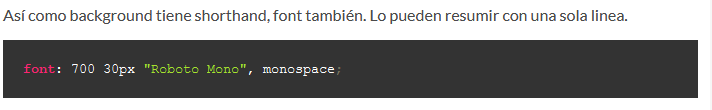 Así como background tiene shorthand, font también. Lo pueden resumir con una sola linea.
font: 700 30px "Roboto Mono", monospace;